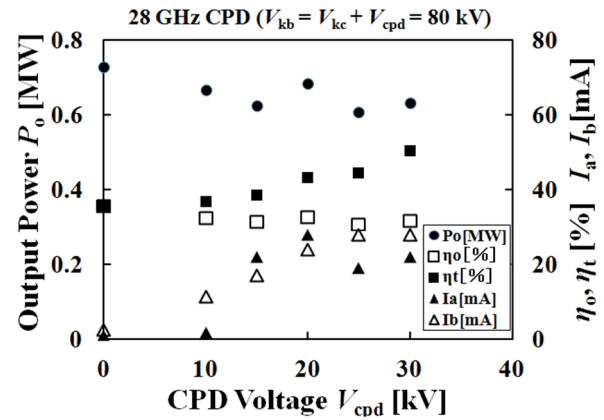 28 GHz CPD (Vkb = Vkc + Vcpd = 80 kV)
0.8
0.6
0.4
0.2
0
Output Power Po [MW]
80
60
40
20
0
ηo, ηt [%] Ia, Ib[mA]
Po[MW]
ηo[%]
ηt[%]
Ia[mA]
Ib[mA]
0 10 20 30 40
CPD Voltage Vcpd [kV]